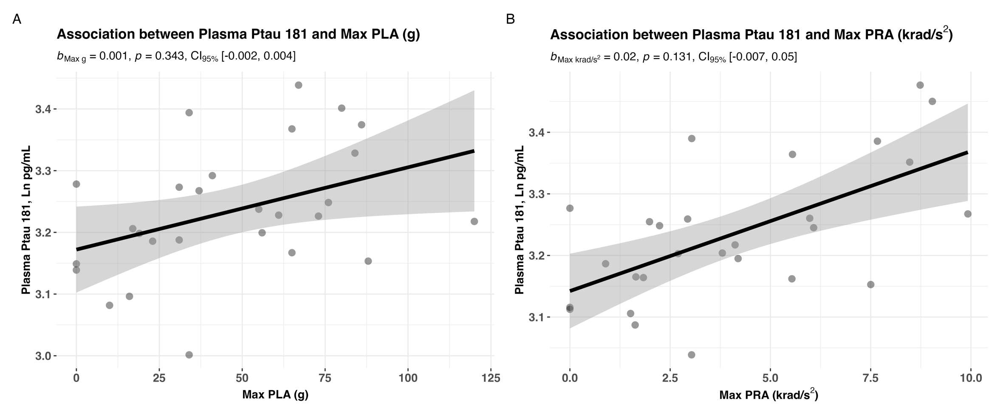 A
Association between Plasma Ptau 181 and Max PLA (g)
b Max g = 0.001, p = 0.343, CI95% [-0.002, 0.004]
Plasma Ptau 181, Ln pg/mL
3.4
3.3
3.2
3.1
3.0
0 25 50 75 100 125
Max PLA (g)
B
Association between Plasma Ptau 181 and Max PRA (krad/s²)
b Max krad/s² = 0.02, p = 0.131, CI95% [-0.007, 0.05]
Plasma Ptau 181, Ln pg/mL
3.4
3.3
3.2
3.1
0.0 2.5 5.0 7.5 10.0
Max PRA (krad/s²)